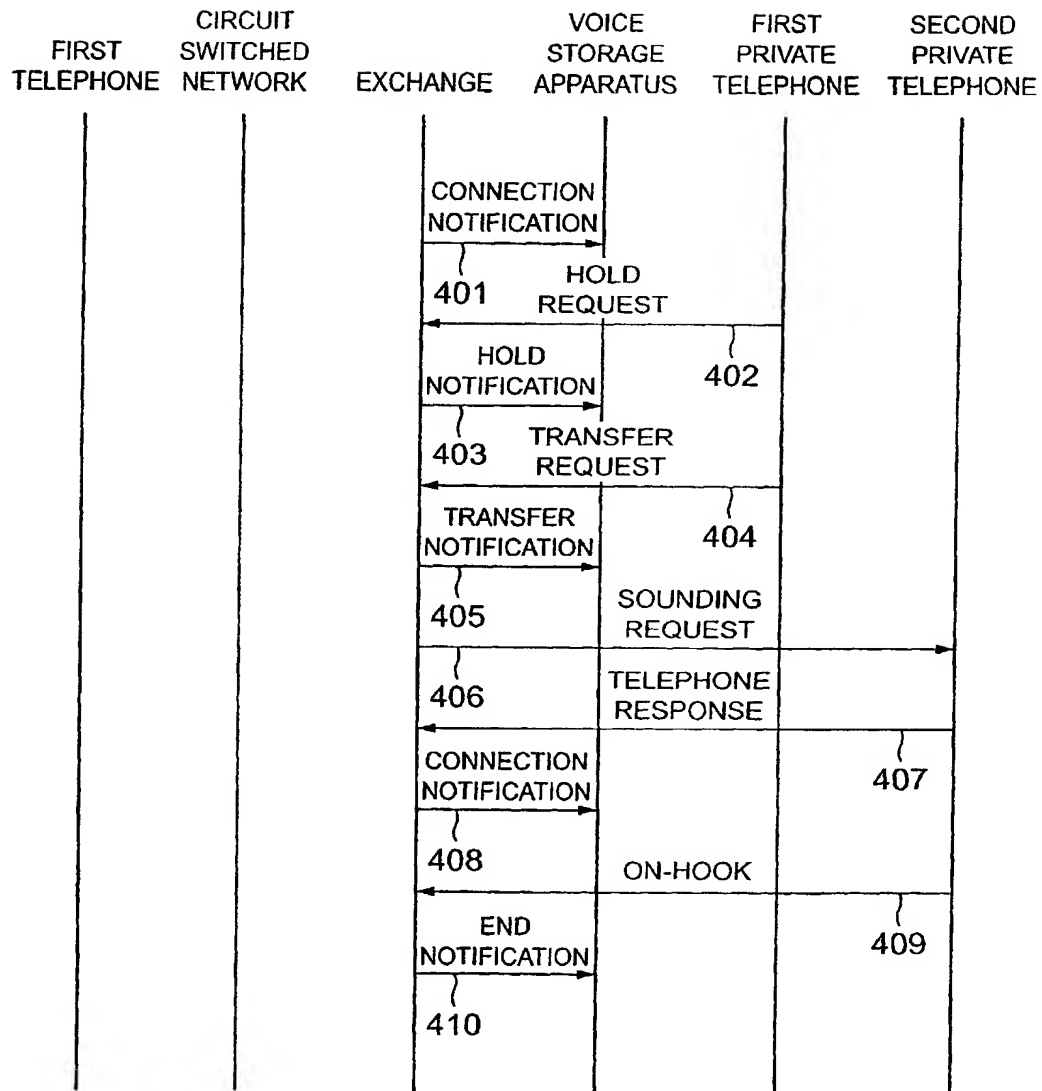 FIRST
TELEPHONE
CIRCUIT
SWITCHED
NETWORK
EXCHANGE
VOICE
STORAGE
APPARATUS
FIRST
PRIVATE
TELEPHONE
SECOND
PRIVATE
TELEPHONE
CONNECTION
NOTIFICATION
401
HOLD
REQUEST
402
HOLD
NOTIFICATION
403
TRANSFER
REQUEST
404
TRANSFER
NOTIFICATION
405
SOUNDING
REQUEST
406
TELEPHONE
RESPONSE
407
CONNECTION
NOTIFICATION
408
ON-HOOK
409
END
NOTIFICATION
410